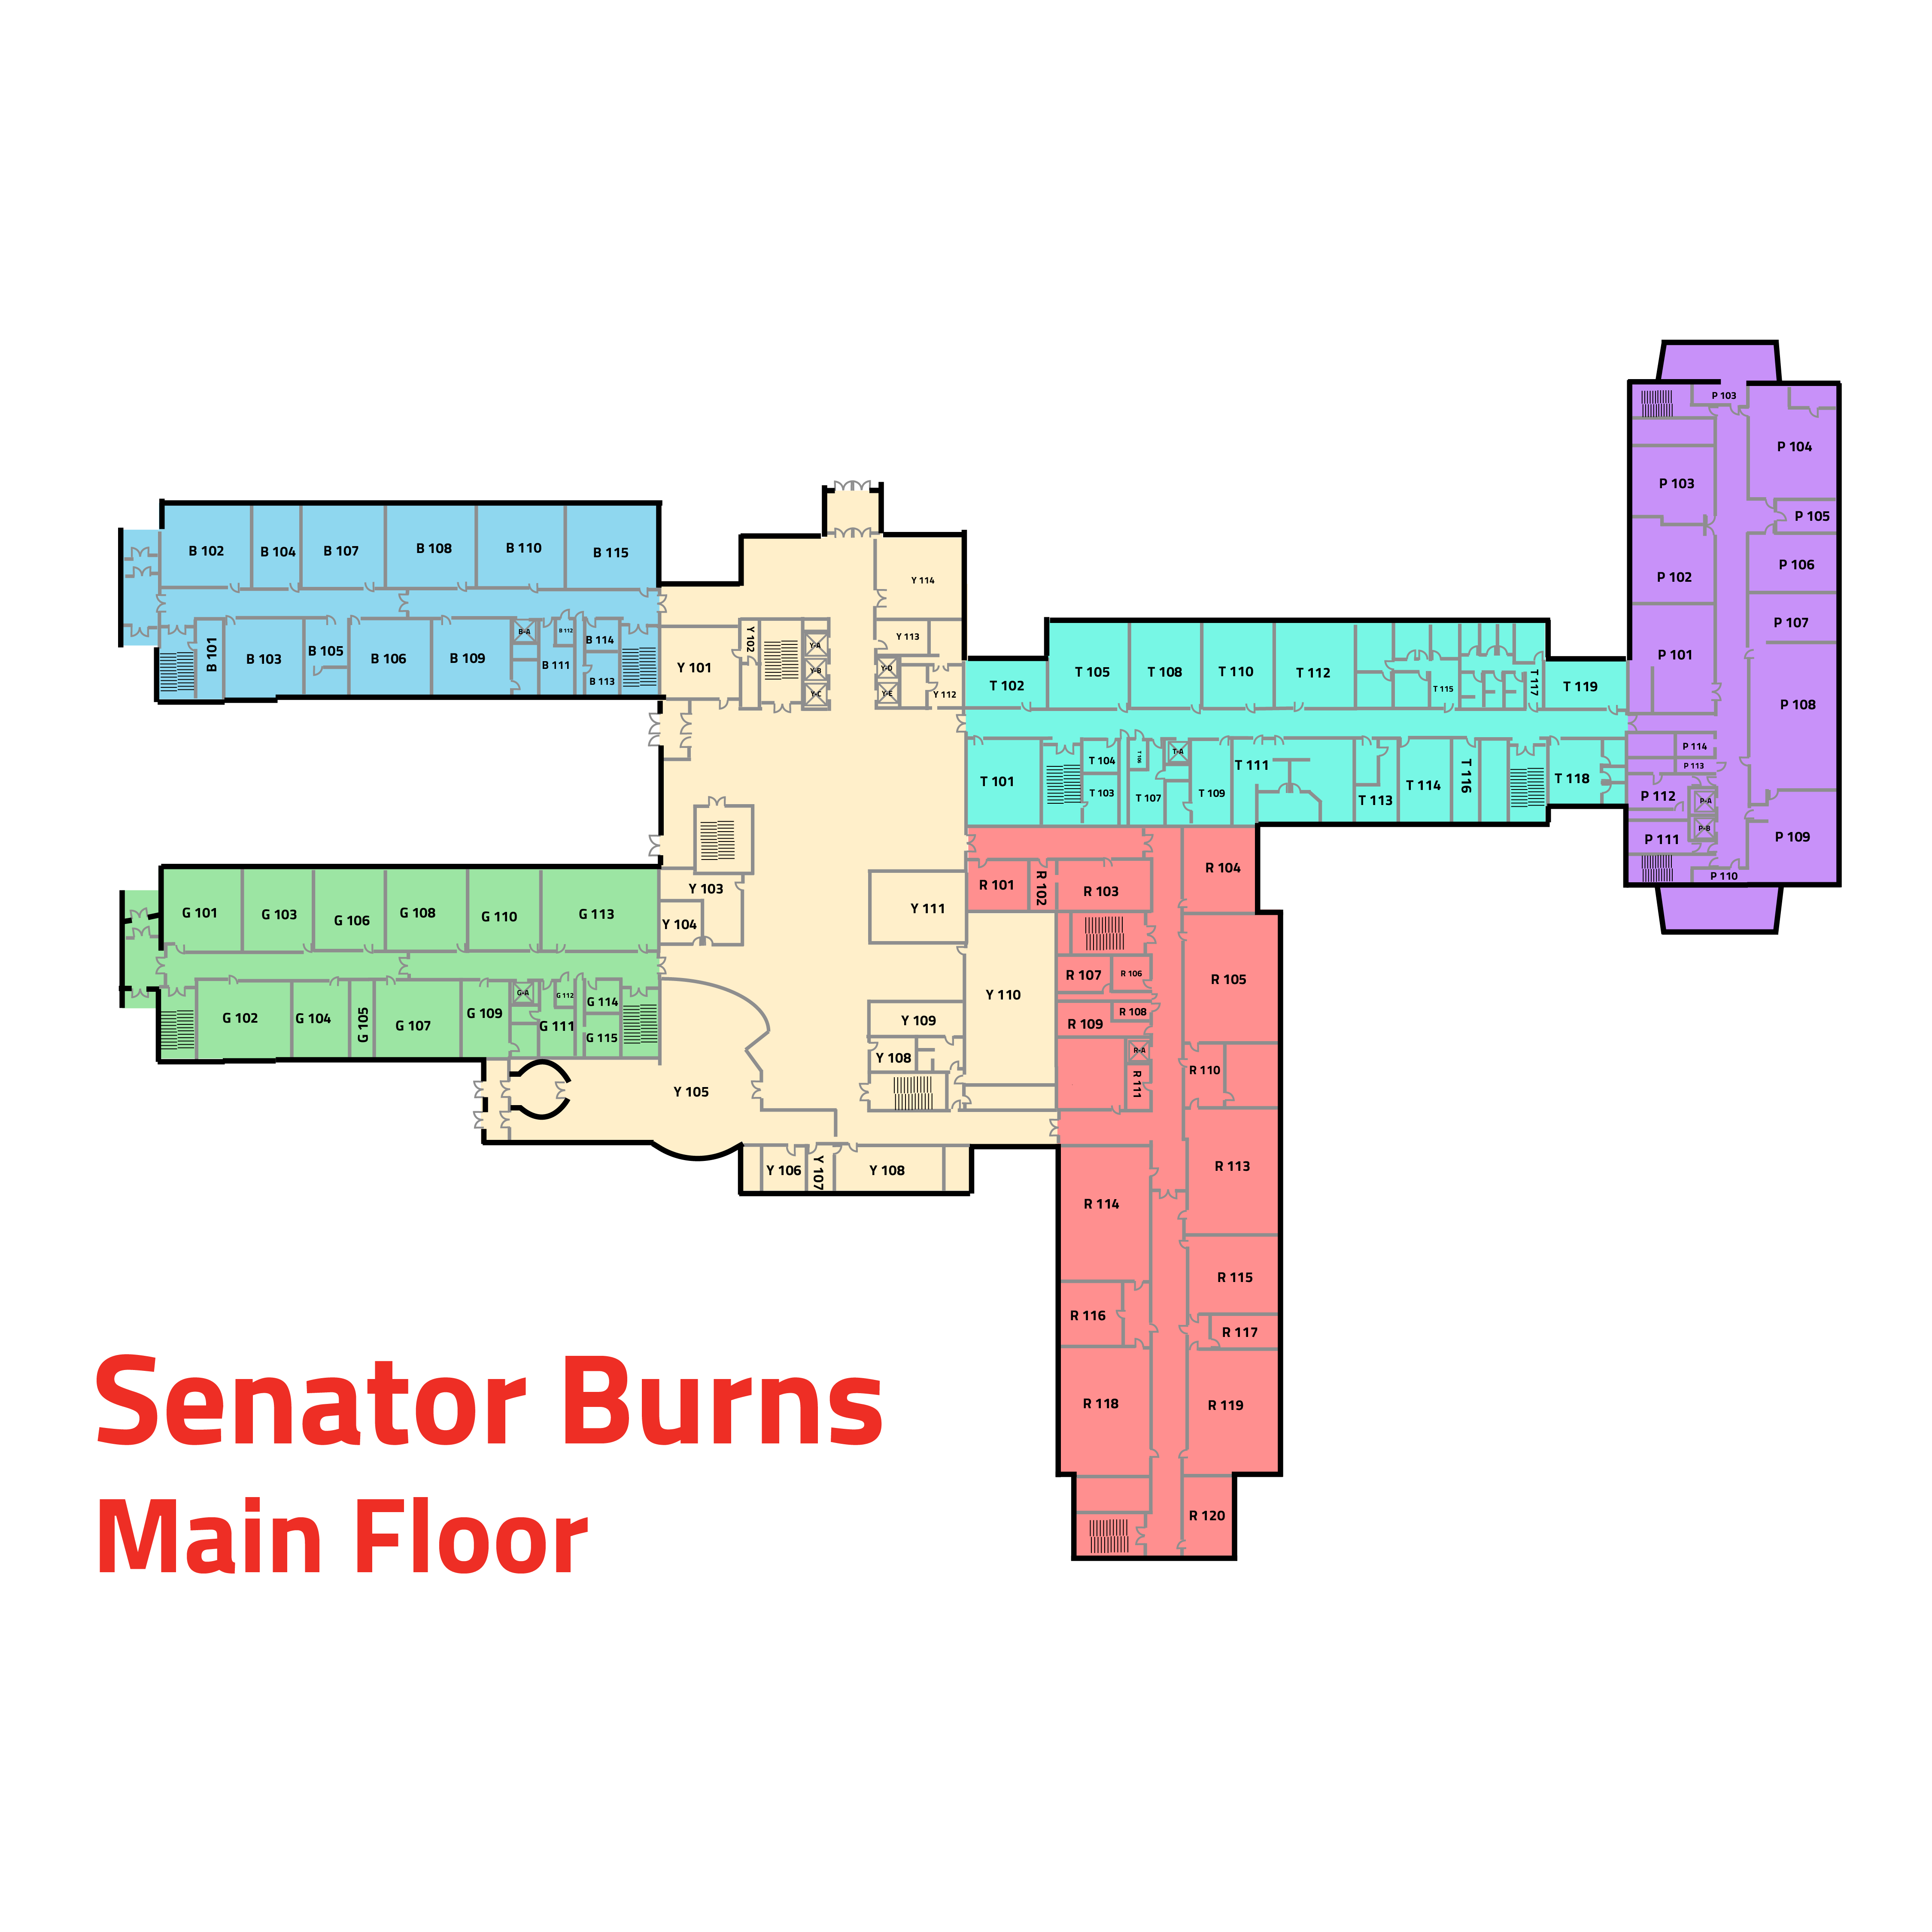 P 103
P 104
P 103
P 105
P 102
P 106
P 107
P 101
P 108
P 114
P 113
P 112
P-A
P-B
P 111
P 109
P 110
B 102
B 104
B 107
B 108
B 110
B 115
B 101
B 103
B 105
B 106
B 109
B-A
B 112
B 111
B 114
B 113
Y 114
Y 101
Y 102
Y-A
Y-B
Y-C
Y 113
Y-D
Y-E
Y 112
T 102
T 105
T 108
T 110
T 112
T 115
T 117
T 119
T 101
T 104
T 103
T 106
T 107
T-A
T 109
T 111
T 113
T 114
T 116
T 118
Y 103
Y 104
Y 111
R 101
R 102
R 103
R 104
G 101
G 103
G 106
G 108
G 110
G 113
G 102
G 104
G 105
G 107
G 109
G-A
G 112
G 111
G 114
G 115
Y 110
Y 109
Y 108
Y 105
Y 106
Y 107
Y 108
R 107
R 106
R 105
R 109
R 108
R-A
R 111
R 110
R 113
R 114
R 115
R 116
R 117
R 118
R 119
R 120
Senator Burns
Main Floor